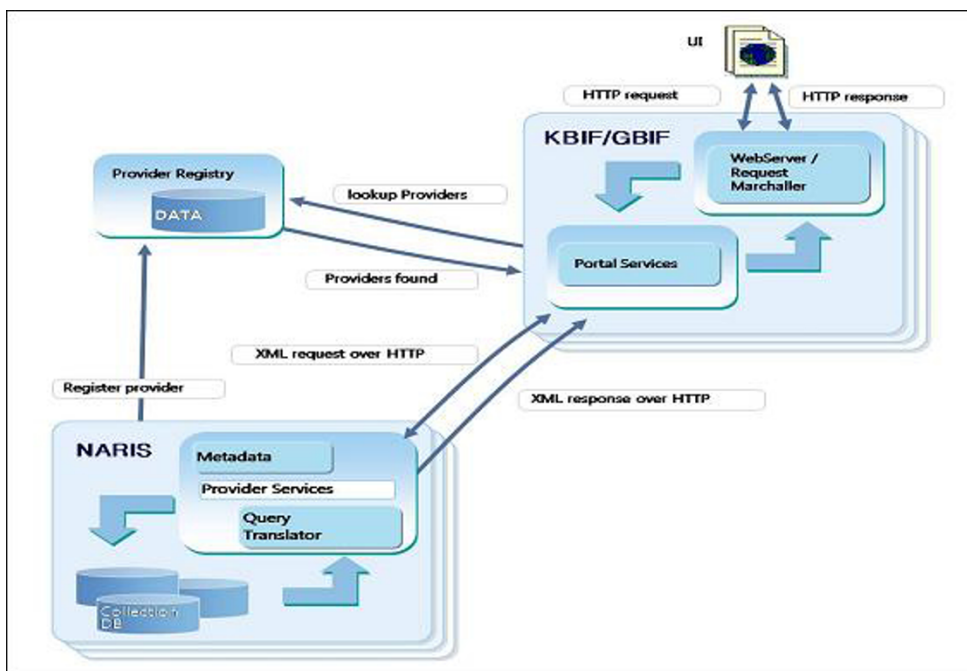 UI
HTTP request
HTTP response
KBIF/GBIF
WebServer /
Request
Marchaller
Provider Registry
DATA
lookup Providers
Portal Services
Providers found
XML request over HTTP
Register provider
XML response over HTTP
NARIS
Metadata
Provider Services
Query
Translator
Collection
DB